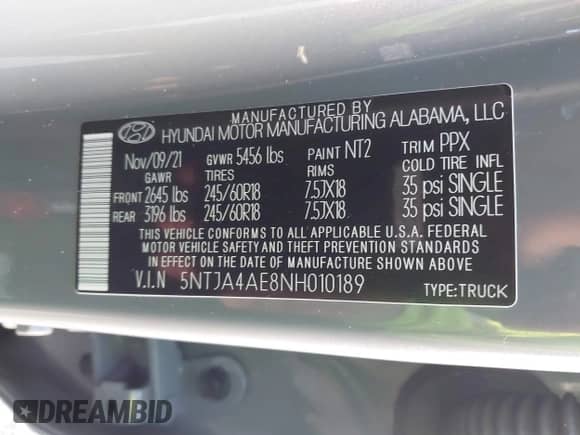 MANUFACTURED BY
HYUNDAI MOTOR MANUFACTURING ALABAMA, LLC
Nov/09/21 GVWR 5456 lbs PAINT NT2 TRIM PPX
GAWR TIRES RIMS COLD TIRE INFL
FRONT 2645 lbs 245/60R18 7.5JX18 35 psi SINGLE
REAR 3196 lbs 245/60R18 7.5JX18 35 psi SINGLE
THIS VEHICLE CONFORMS TO ALL APPLICABLE U.S.A. FEDERAL
MOTOR VEHICLE SAFETY AND THEFT PREVENTION STANDARDS
IN EFFECT ON THE DATE OF MANUFACTURE SHOWN ABOVE.
V.I.N 5NTJA4AE8NH010189 TYPE:TRUCK
DREAMBID